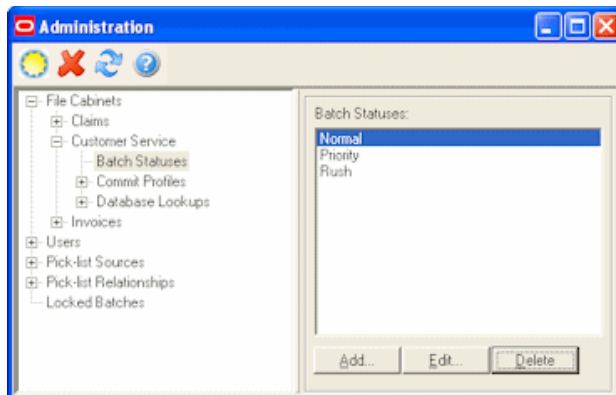 Administration
File Cabinets
Claims
Customer Service
Batch Statuses
Commit Profiles
Database Lookups
Invoices
Users
Pick-list Sources
Pick-list Relationships
Locked Batches
Batch Statuses:
Normal
Priority
Rush
Add...
Edit...
Delete